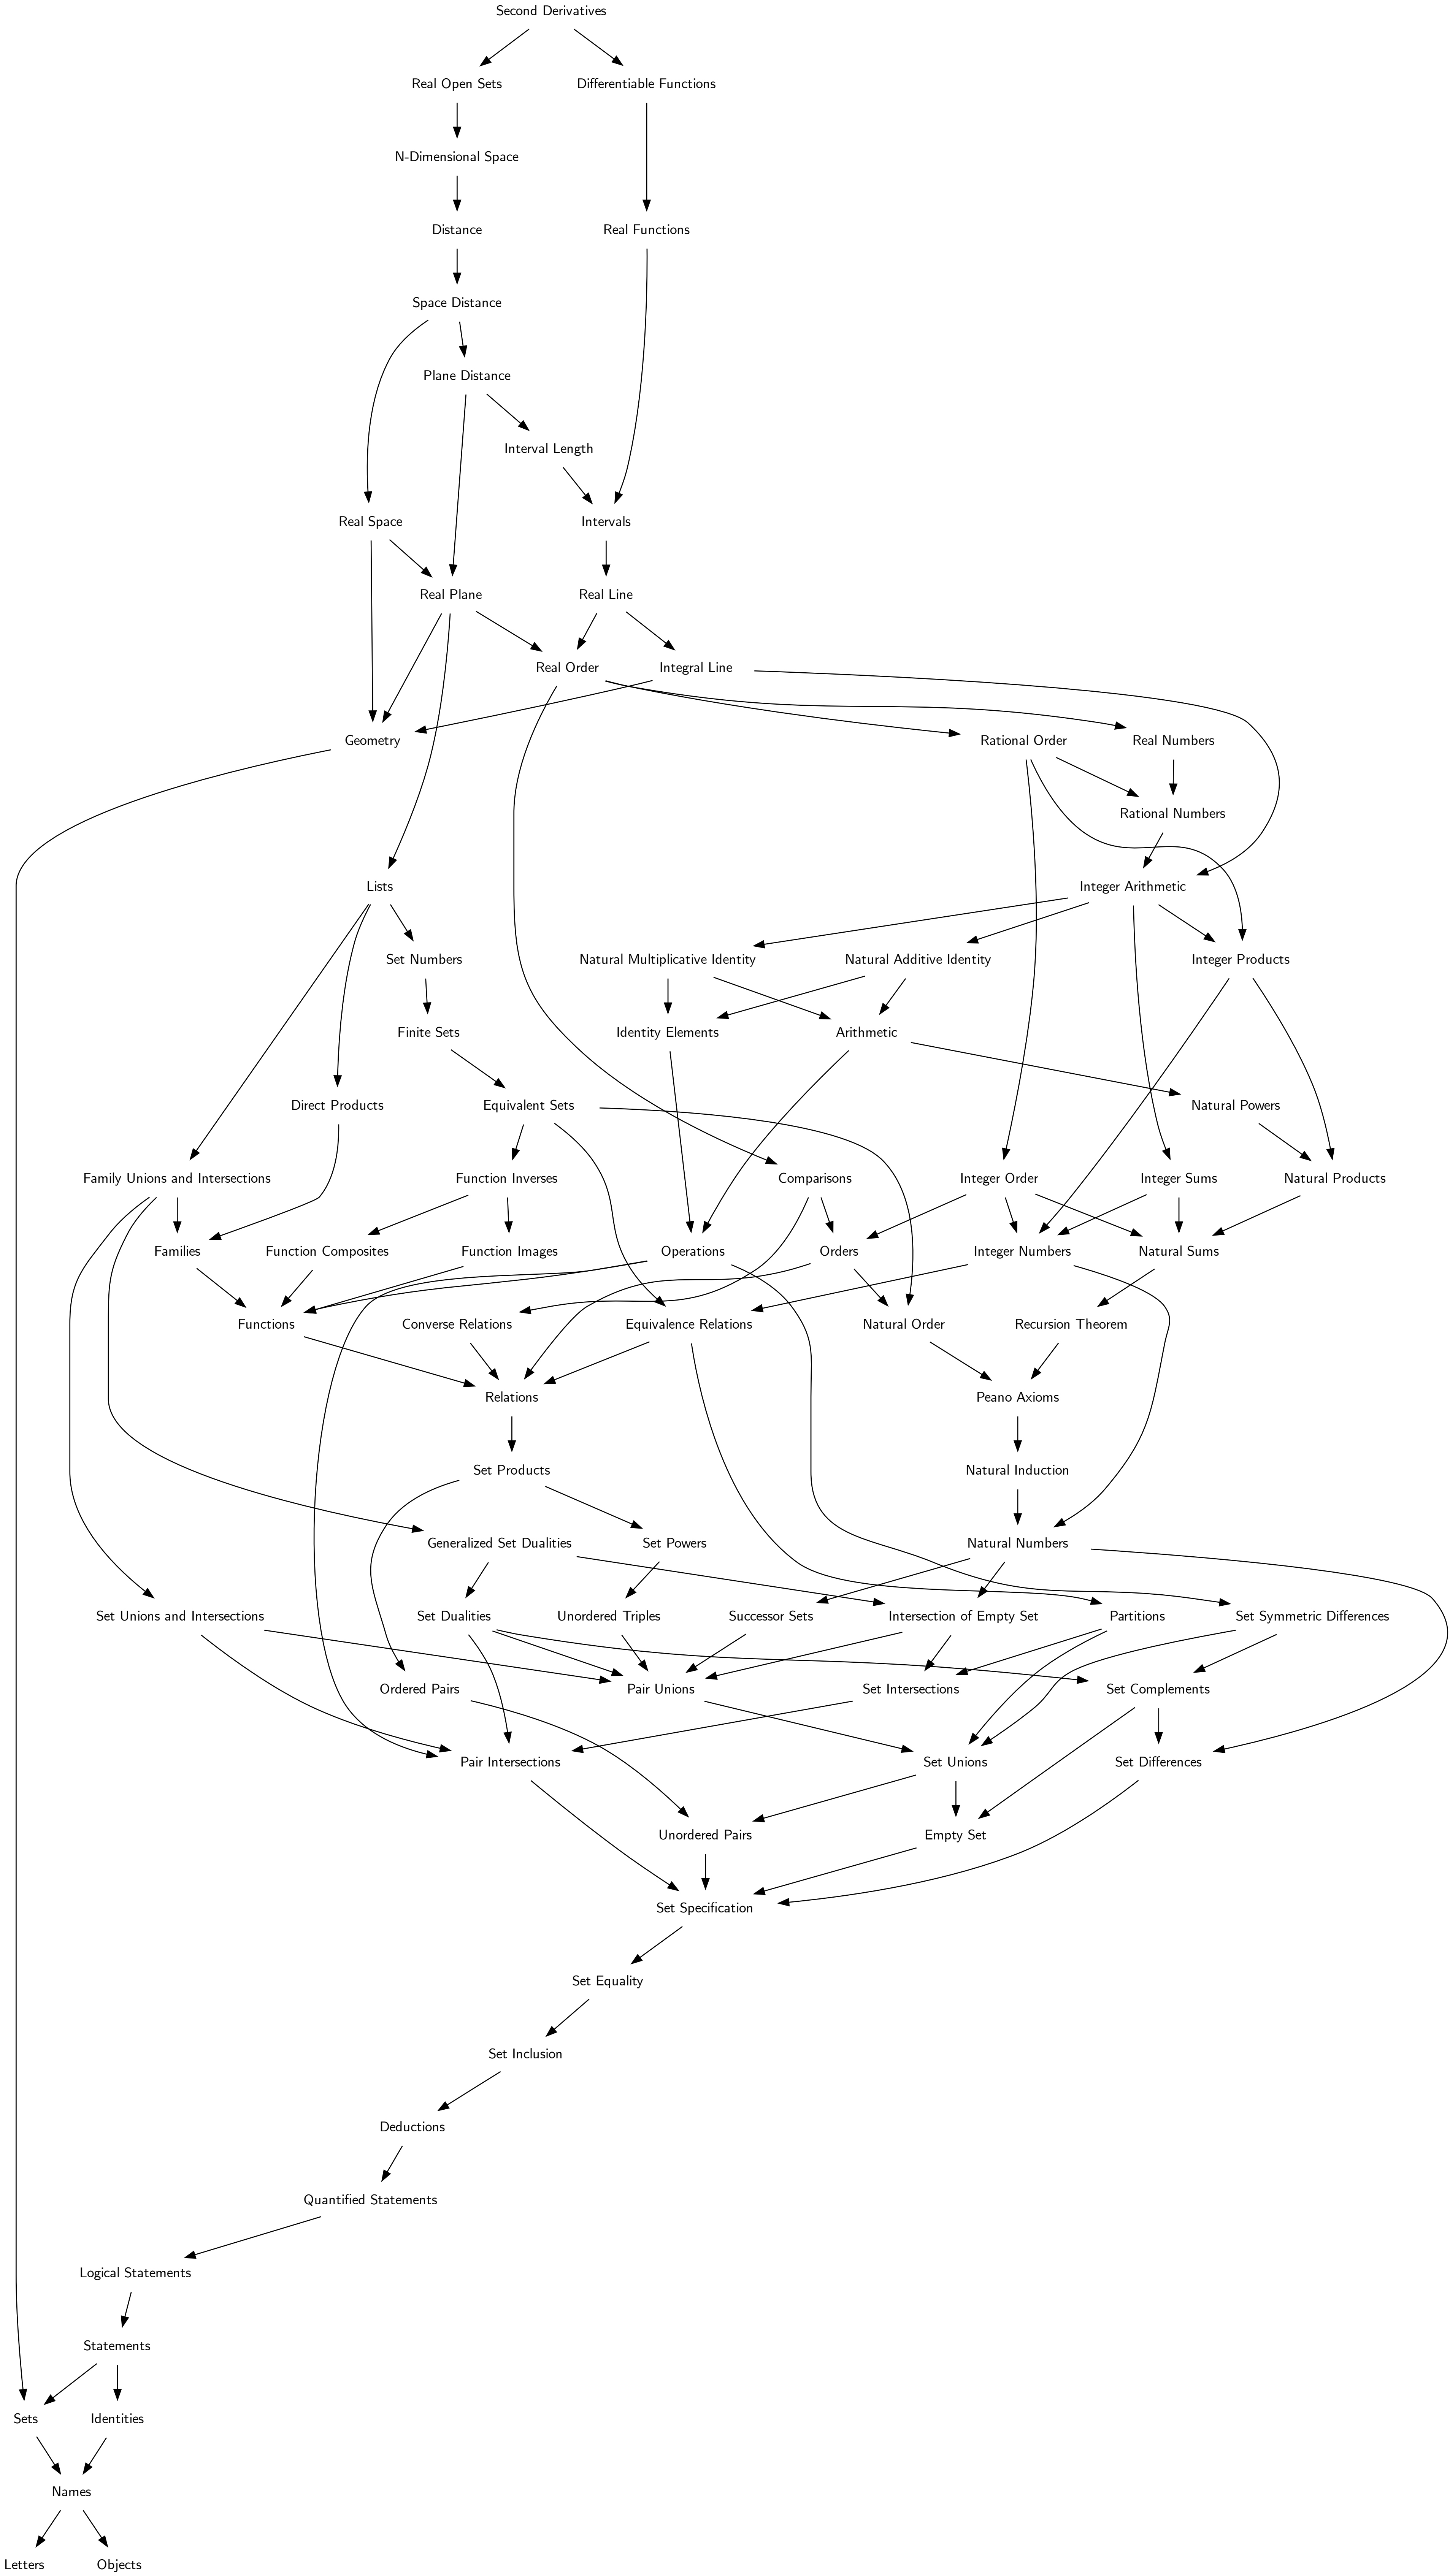 Second Derivatives
Real Open Sets
Differentiable Functions
N-Dimensional Space
Distance
Real Functions
Space Distance
Plane Distance
Interval Length
Real Space
Intervals
Real Plane
Real Line
Real Order
Integral Line
Geometry
Rational Order
Real Numbers
Rational Numbers
Lists
Integer Arithmetic
Set Numbers
Natural Multiplicative Identity
Natural Additive Identity
Integer Products
Finite Sets
Identity Elements
Arithmetic
Direct Products
Equivalent Sets
Natural Powers
Family Unions and Intersections
Function Inverses
Comparisons
Integer Order
Integer Sums
Natural Products
Families
Function Composites
Function Images
Operations
Orders
Integer Numbers
Natural Sums
Functions
Converse Relations
Equivalence Relations
Natural Order
Recursion Theorem
Relations
Peano Axioms
Set Products
Natural Induction
Generalized Set Dualities
Set Powers
Natural Numbers
Set Unions and Intersections
Set Dualities
Unordered Triples
Successor Sets
Intersection of Empty Set
Partitions
Set Symmetric Differences
Ordered Pairs
Pair Unions
Set Intersections
Set Complements
Pair Intersections
Set Unions
Set Differences
Unordered Pairs
Empty Set
Set Specification
Set Equality
Set Inclusion
Deductions
Quantified Statements
Logical Statements
Statements
Sets
Identities
Names
Letters
Objects